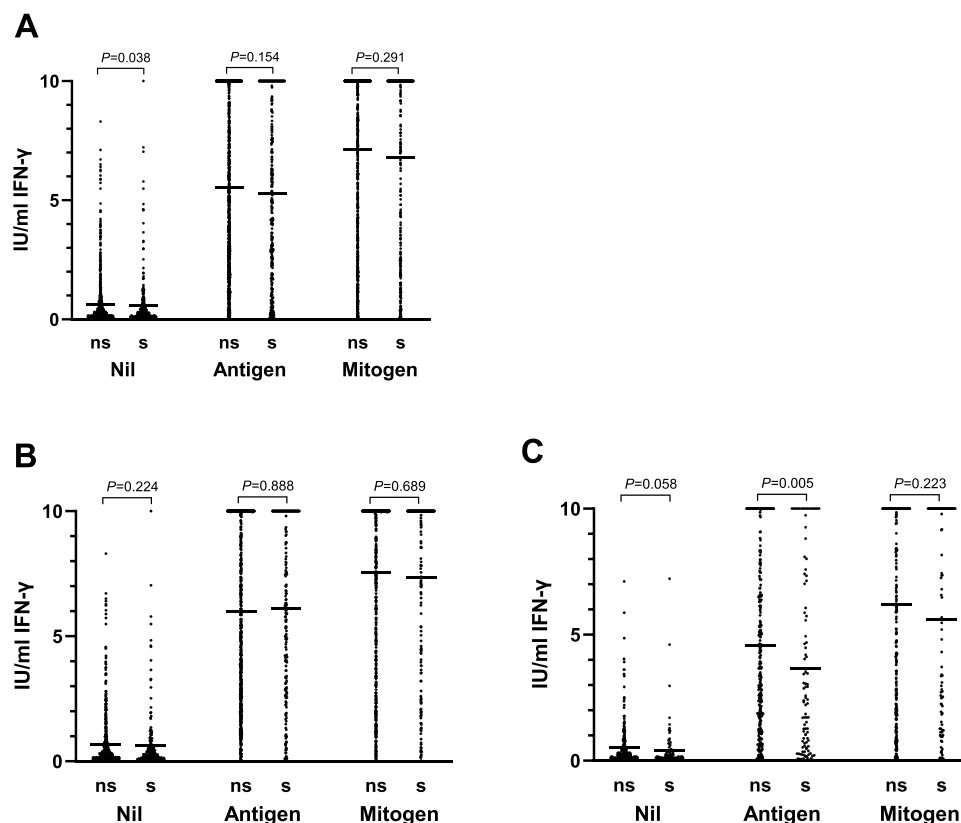 A
P=0.038 P=0.154 P=0.291
10
5
0
IU/ml IFN-γ
ns s ns s ns s
Nil Antigen Mitogen
B
P=0.224 P=0.888 P=0.689
10
5
0
IU/ml IFN-γ
ns s ns s ns s
Nil Antigen Mitogen
C
P=0.058 P=0.005 P=0.223
10
5
0
IU/ml IFN-γ
ns s ns s ns s
Nil Antigen Mitogen